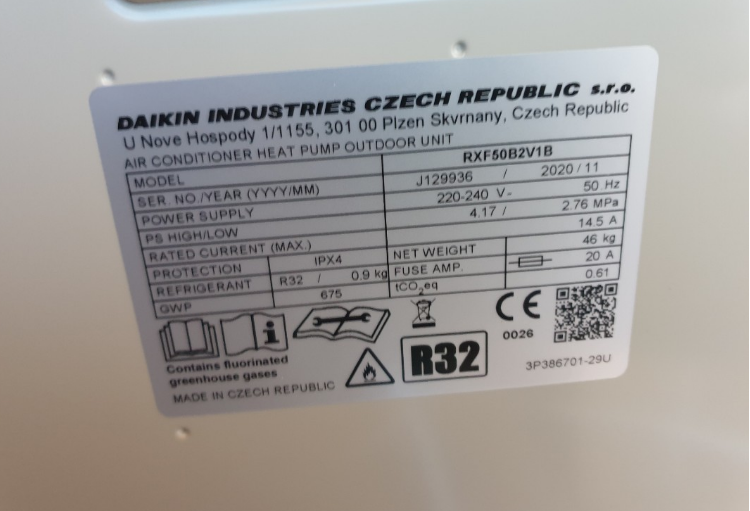 DAIKIN INDUSTRIES CZECH REPUBLIC s.r.o.
U Nove Hospody 1/1155, 301 00 Plzen Skvrnany, Czech Republic
AIR CONDITIONER HEAT PUMP OUTDOOR UNIT
MODEL RXF50B2V1B
SER. NO./YEAR (YYYY/MM) J129936 / 2020/11
POWER SUPPLY 220-240 V~ 50 Hz
PS HIGH/LOW 4.17 / 2.76 MPa
RATED CURRENT (MAX.) 14.5 A
PROTECTION IPX4 NET WEIGHT 46 kg
REFRIGERANT R32 / 0.9 kg FUSE AMP. 20 A
GWP 675 tCO2eq 0.61
i
CE
0026
Contains fluorinated
greenhouse gases
R32
3P386701-29U
MADE IN CZECH REPUBLIC